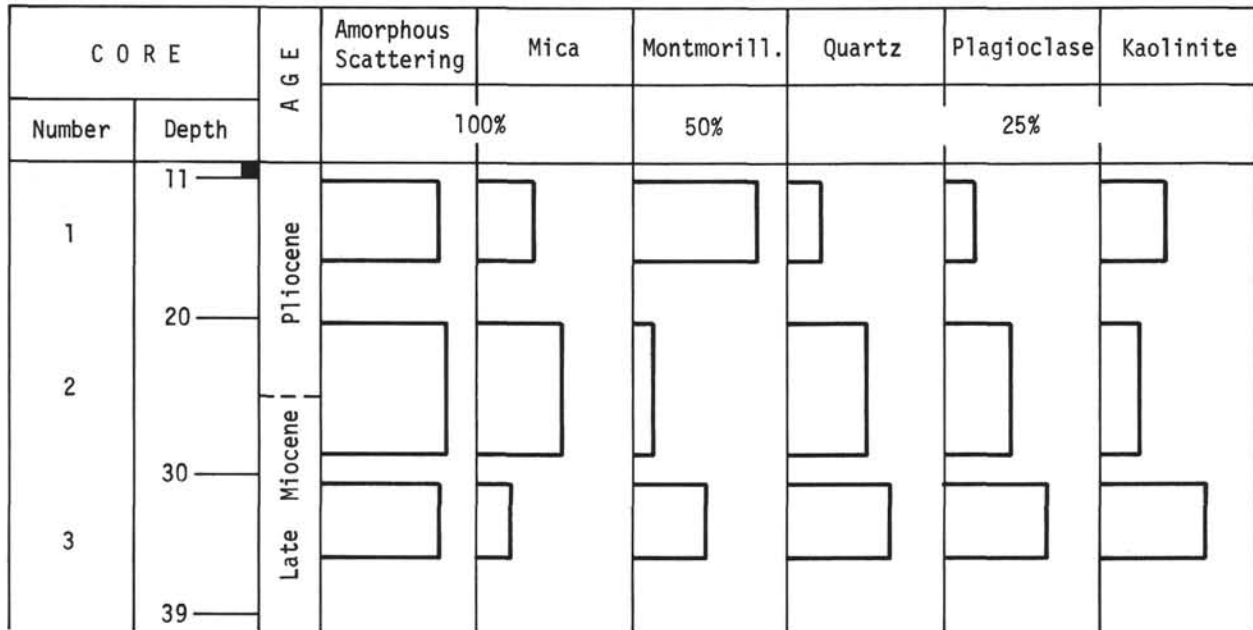 CORE
AGE
Amorphous
Scattering
Mica
Montmorill.
Quartz
Plagioclase
Kaolinite
Number
Depth
100%
50%
25%
11
1
Pliocene
20
2
30
Late Miocene
3
39